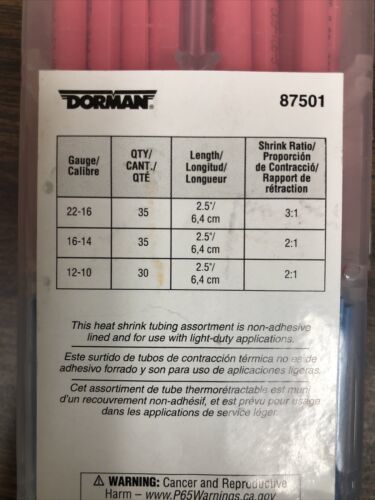 DORMAN 87501
Gauge/ Calibre
QTY/ CANT./ QTÉ
Length/ Longitud/ Longueur
Shrink Ratio/ Proporción de Contracció/ Rapport de rétraction
22-16 35 2.5"/ 6,4 cm 3:1
16-14 35 2.5"/ 6,4 cm 2:1
12-10 30 2.5"/ 6,4 cm 2:1
This heat shrink tubing assortment is non-adhesive
lined and for use with light-duty applications.
Este surtido de tubos de contracción térmica no es de
adhesivo forrado y son para uso de aplicaciones ligeras.
Cet assortiment de tube thermorétractable est muni
d'un recouvrement non-adhésif, et est prévu pour usage
dans les applications de service léger.
⚠ WARNING: Cancer and Reproductive
Harm – www.P65Warnings.ca.gov